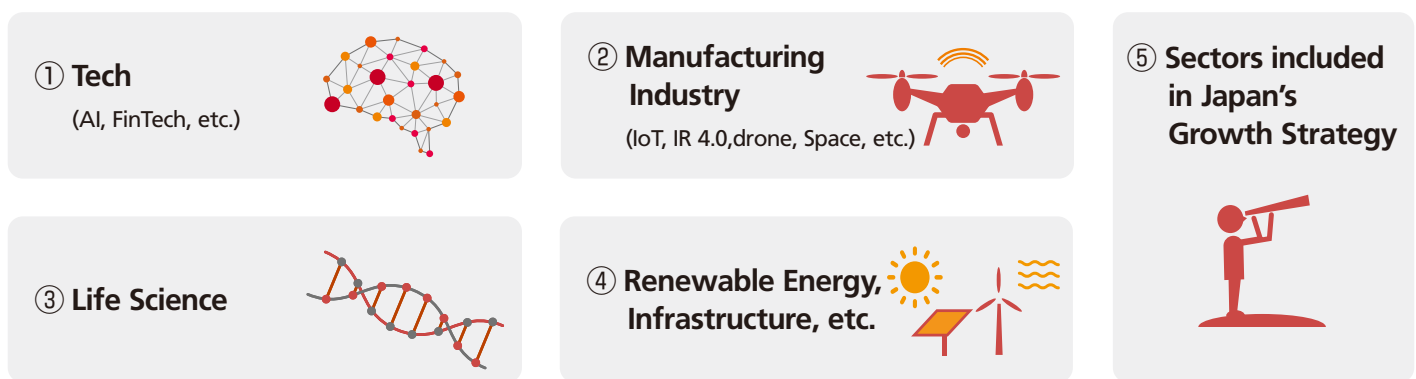 ① Tech
(AI, FinTech, etc.)
② Manufacturing
Industry
(IoT, IR 4.0,drone, Space, etc.)
③ Life Science
④ Renewable Energy,
Infrastructure, etc.
⑤ Sectors included
in Japan’s
Growth Strategy